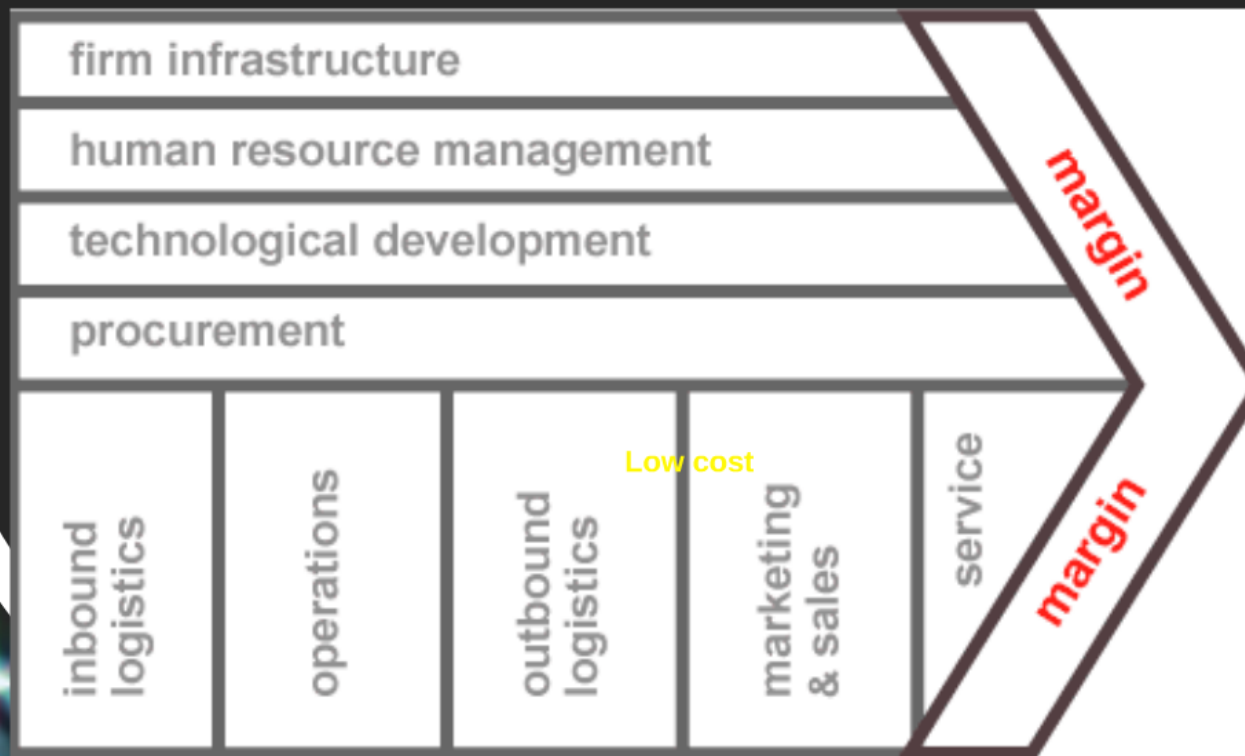 firm infrastructure
human resource management
technological development
procurement
margin
inbound
logistics
operations
outbound
logistics
Low cost
marketing
& sales
service
margin